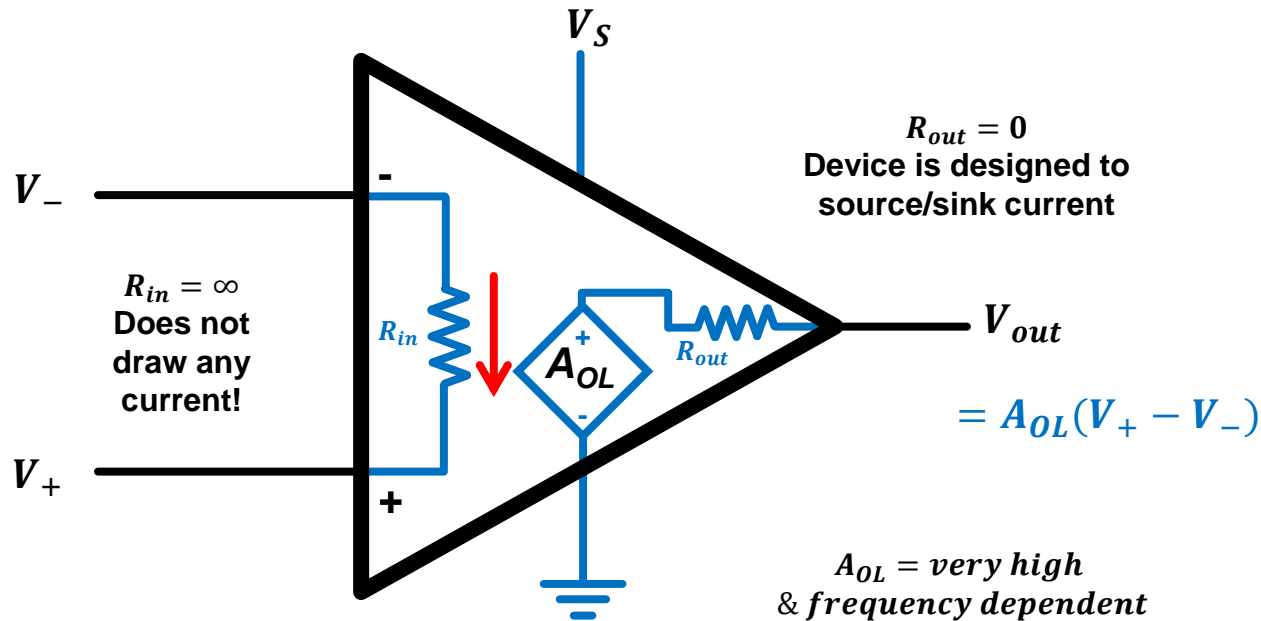 V_S
R_out = 0
Device is designed to
source/sink current
V_−
-
R_in = ∞
Does not
draw any
current!
R_in
+
A_OL
-
R_out
V_out
= A_OL(V_+ − V_−)
V_+
+
A_OL = very high
& frequency dependent